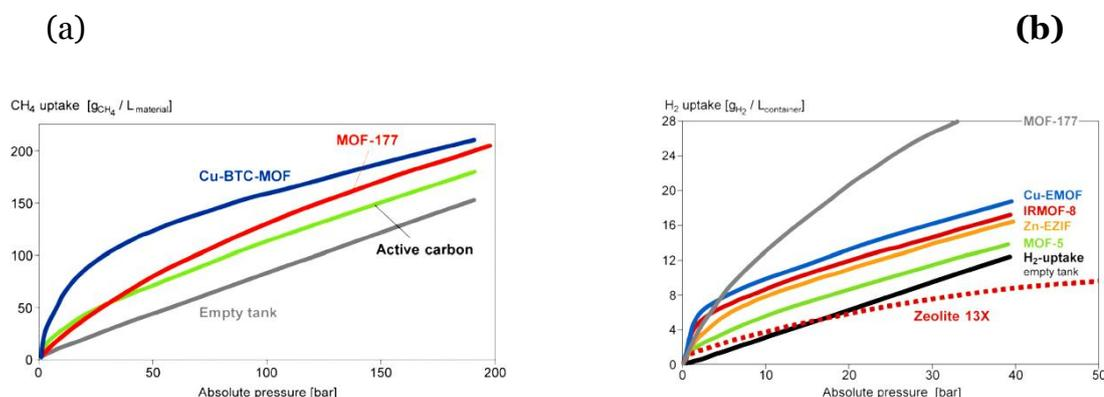 (a)
(b)
CH4 uptake [gCH4 / Lmaterial]
200
150
100
50
0
0 50 100 150 200
Absolute pressure [bar]
MOF-177
Cu-BTC-MOF
Active carbon
Empty tank
H2 uptake [gH2 / Lcontainer]
28
24
20
16
12
8
4
0
0 10 20 30 40 50
Absolute pressure [bar]
MOF-177
Cu-EMOF
IRMOF-8
Zn-EZIF
MOF-5
H2-uptake
empty tank
Zeolite 13X